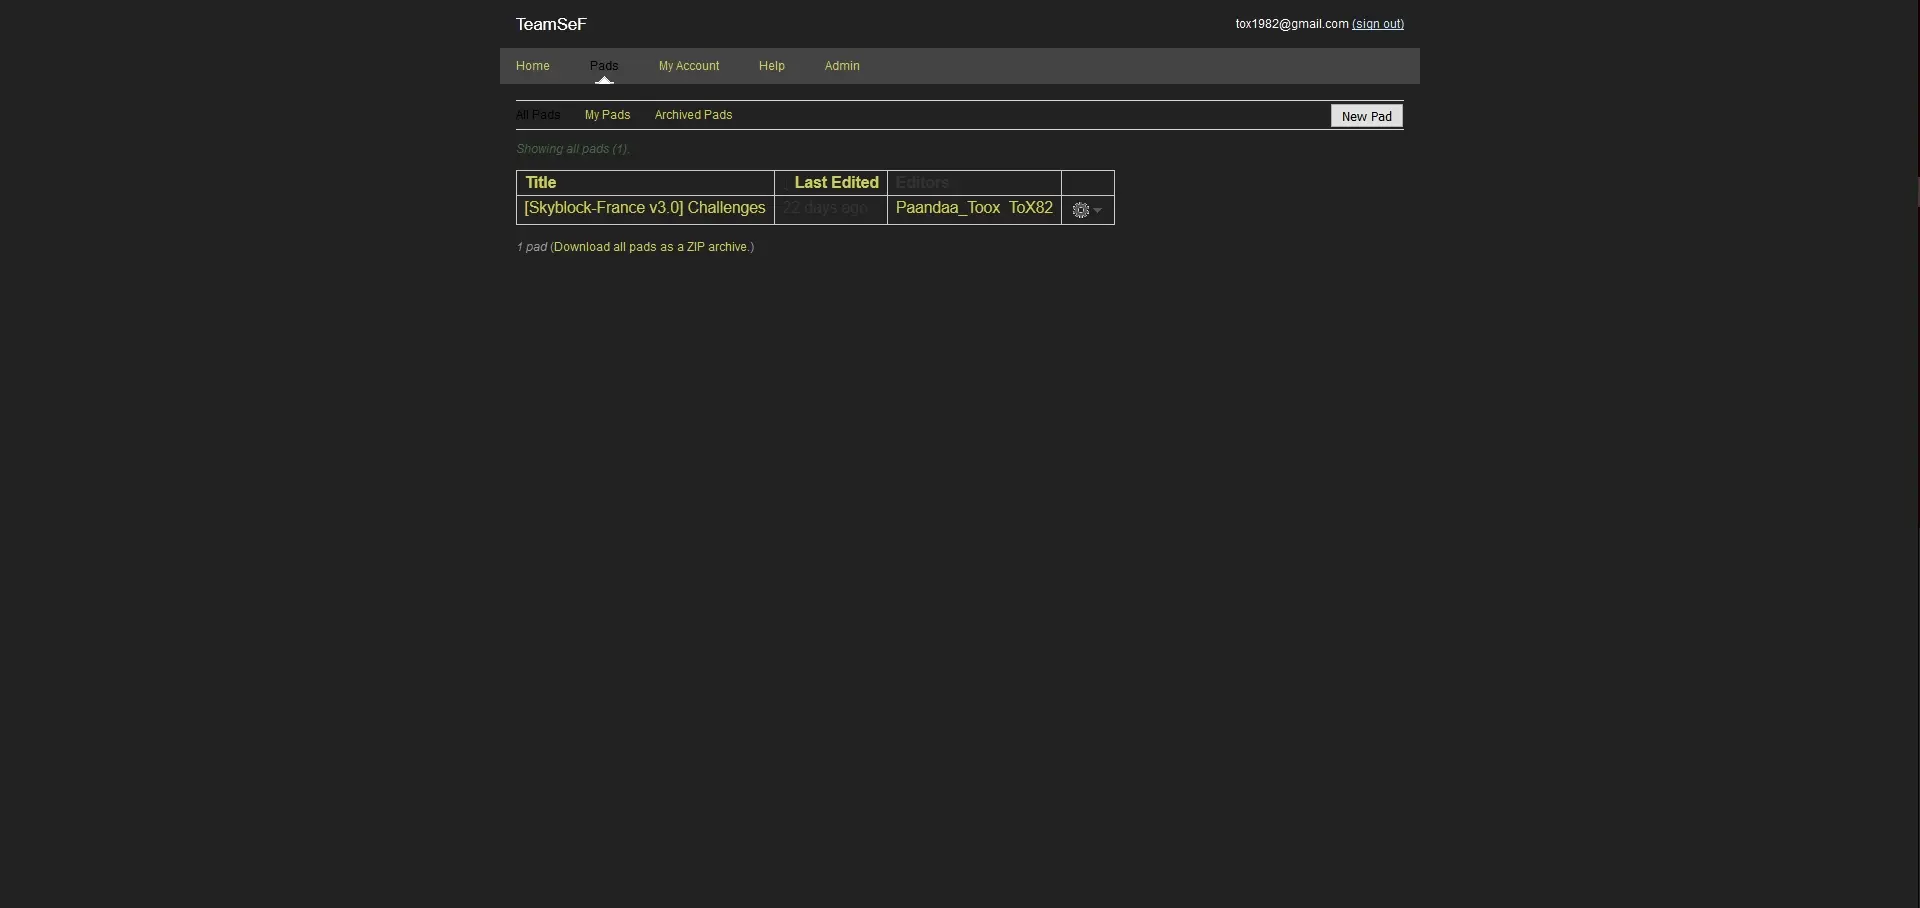 TeamSeF
tox1982@gmail.com (sign out)
Home Pads My Account Help Admin
All Pads My Pads Archived Pads New Pad
Showing all pads (1).
Title Last Edited Editors
[Skyblock-France v3.0] Challenges 22 days ago Paandaa_Toox ToX82
1 pad (Download all pads as a ZIP archive.)